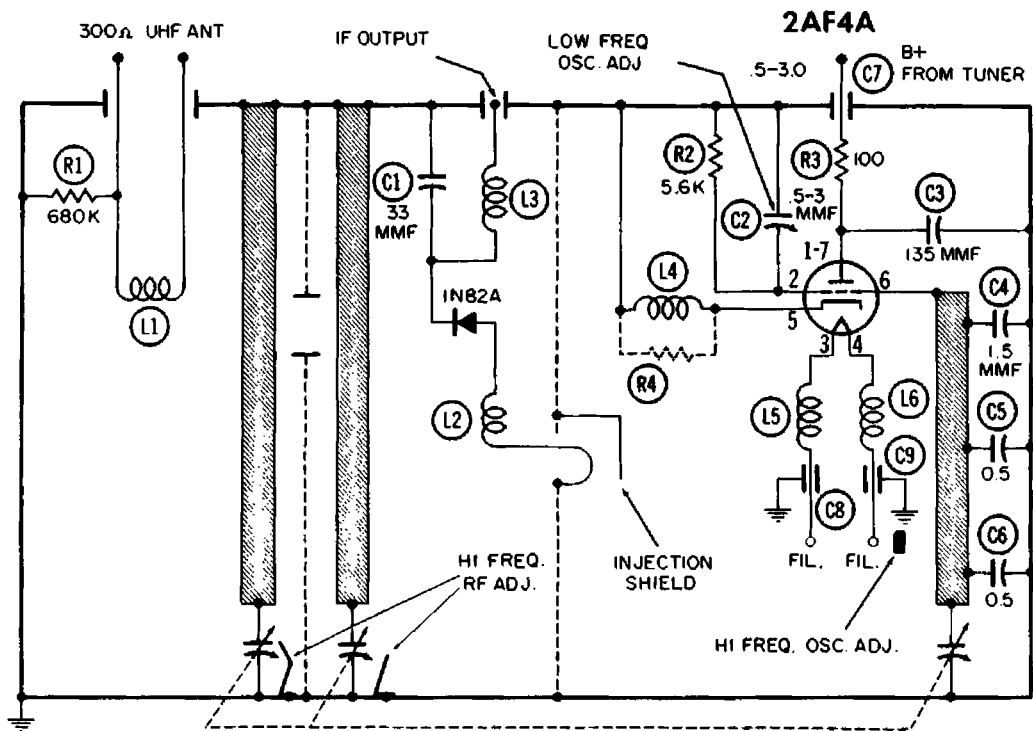 2AF4A
300Ω UHF ANT
IF OUTPUT
LOW FREQ
OSC. ADJ
.5-3.0
C7
B+
FROM TUNER
R1
680K
L1
C1
33
MMF
L3
R2
5.6K
C2
.5-3
MMF
R3
100
C3
135 MMF
1-7
2
6
5
3
4
L4
R4
1N82A
L2
L5
L6
C4
1.5
MMF
C5
0.5
C6
0.5
C9
C8
FIL.
FIL.
HI FREQ.
RF ADJ.
INJECTION
SHIELD
HI FREQ. OSC. ADJ.